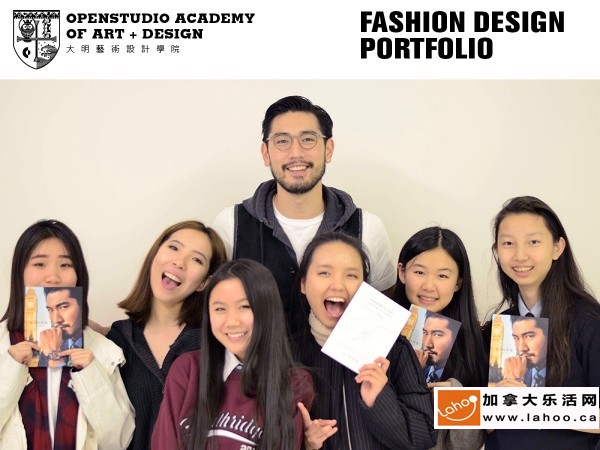 OPENSTUDIO ACADEMY
OF ART + DESIGN
大明藝術設計學院
FASHION DESIGN
PORTFOLIO
Lahoo
加拿大乐活网
www.lahoo.ca